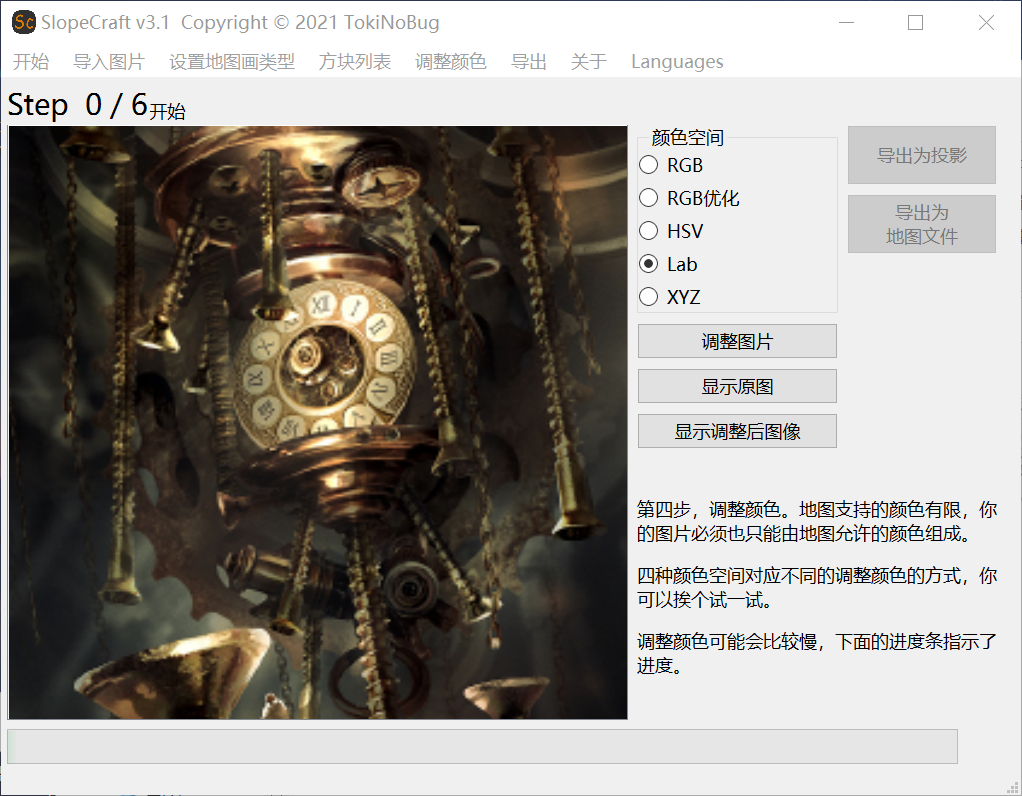 Sc SlopeCraft v3.1 Copyright © 2021 TokiNoBug
开始 导入图片 设置地图画类型 方块列表 调整颜色 导出 关于 Languages
Step 0 / 6开始
颜色空间
RGB
RGB优化
HSV
Lab
XYZ
导出为投影
导出为
地图文件
调整图片
显示原图
显示调整后图像
第四步，调整颜色。地图支持的颜色有限，你
的图片必须也只能由地图允许的颜色组成。
四种颜色空间对应不同的调整颜色的方式，你
可以挨个试一试。
调整颜色可能会比较慢，下面的进度条指示了
进度。
XII
I
II
III
IX
X